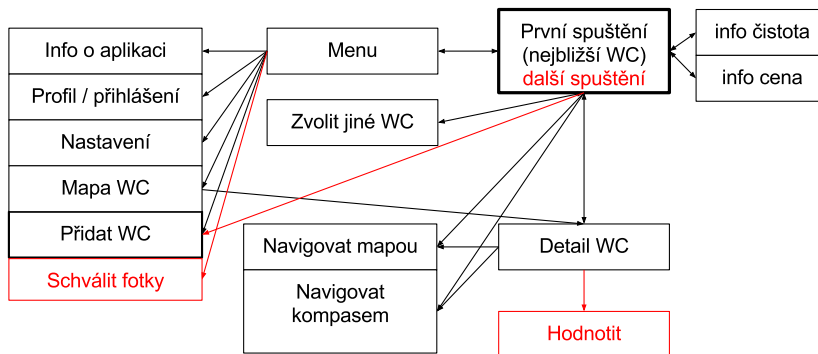 Info o aplikaci
Profil / přihlášení
Nastavení
Mapa WC
Přidat WC
Schválit fotky
Menu
Zvolit jiné WC
Navigovat mapou
Navigovat
kompasem
První spuštění
(nejbližší WC)
další spuštění
Detail WC
Hodnotit
info čistota
info cena